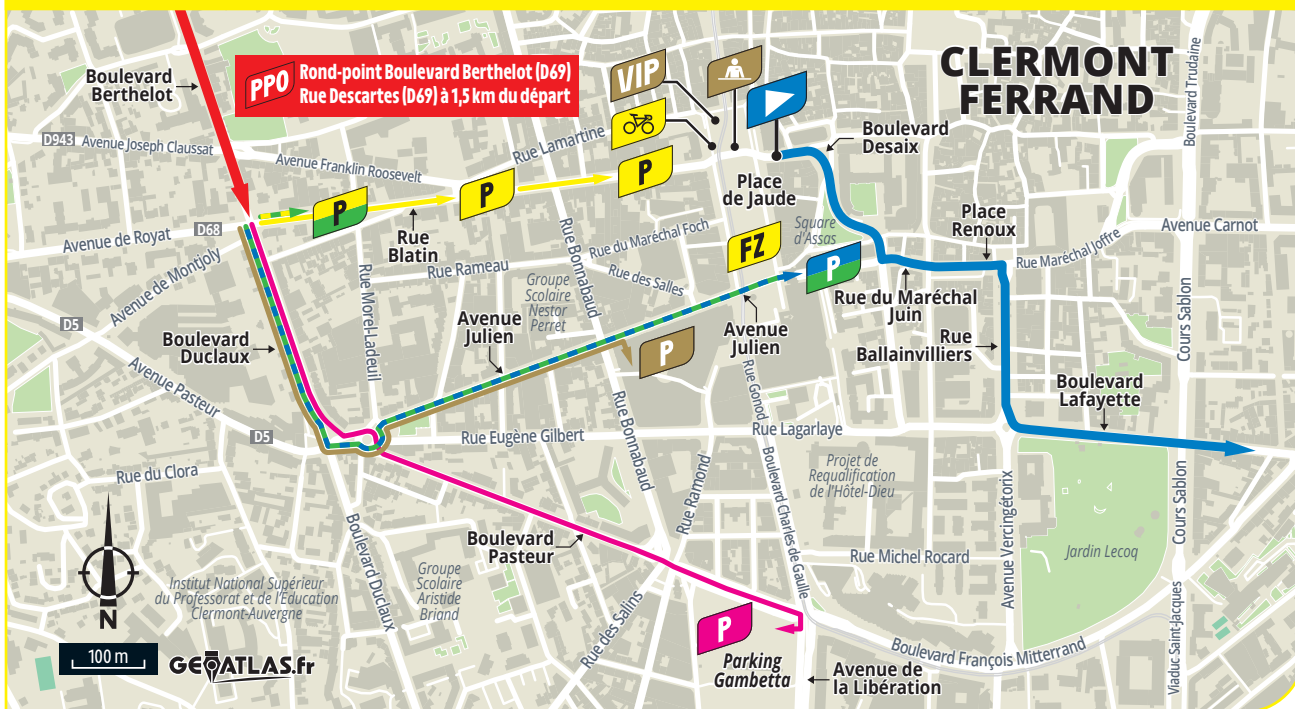 CLERMONT
FERRAND
Boulevard
Berthelot
PPO
Rond-point Boulevard Berthelot (D69)
Rue Descartes (D69) à 1,5 km du départ
VIP
Boulevard Trudaine
D943
Avenue Joseph Claussat
Avenue Franklin Roosevelt
Rue Lamartine
Boulevard
Desaix
P
P
P
Place
de Jaude
Place
Renoux
Avenue Carnot
D68
Avenue de Royat
Rue
Blatin
Rue Bonnabaud
Rue du Maréchal Foch
FZ
Square
d'Assas
Rue Maréchal Joffre
Avenue de Montjoly
Rue Rameau
Rue des Salles
P
Groupe
Scolaire
Nestor
Perret
Rue Morel-Ladeuil
Rue du Maréchal
Juin
Cours Sablon
D5
Boulevard
Duclaux
Avenue
Julien
Avenue
Julien
Rue
Ballainvilliers
Avenue Pasteur
P
Rue Gonod
Boulevard
Lafayette
D5
Rue Eugène Gilbert
Rue Bonnabaud
Rue Lagarlaye
Rue du Clora
Rue Ramond
Boulevard Charles de Gaulle
Projet de
Requalification
de l'Hôtel-Dieu
Avenue Vercingétorix
Cours Sablon
Boulevard Duclaux
Boulevard
Pasteur
Rue Michel Rocard
Jardin Lecoq
Institut National Supérieur
du Professorat et de l'Éducation
Clermont-Auvergne
Groupe
Scolaire
Aristide
Briand
N
Rue des Salins
P
Parking
Gambetta
Boulevard François Mitterrand
Viaduc Saint-Jacques
Avenue de
la Libération
100 m
GEOATLAS.fr